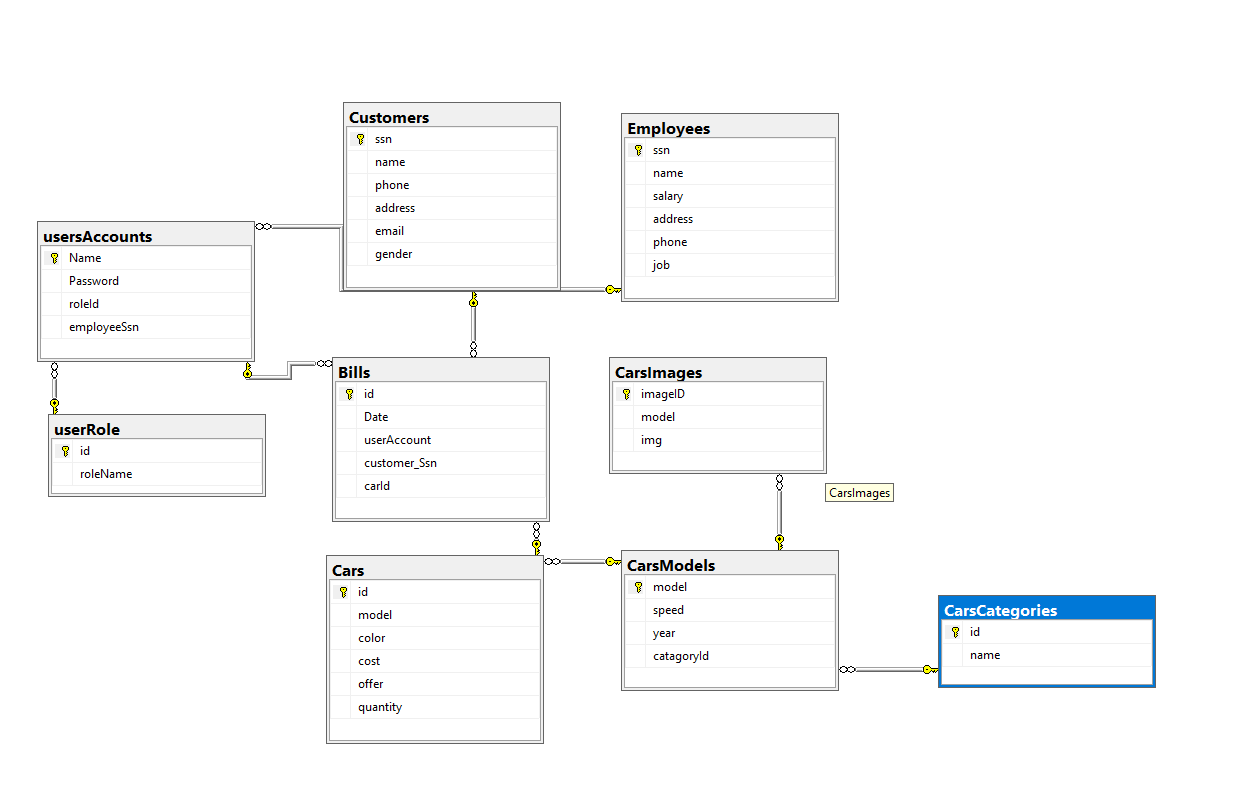 Customers
ssn
name
phone
address
email
gender
Employees
ssn
name
salary
address
phone
job
usersAccounts
Name
Password
roleId
employeeSsn
userRole
id
roleName
Bills
id
Date
userAccount
customer_Ssn
carId
CarsImages
imageID
model
img
CarsImages
Cars
id
model
color
cost
offer
quantity
CarsModels
model
speed
year
catagoryId
CarsCategories
id
name